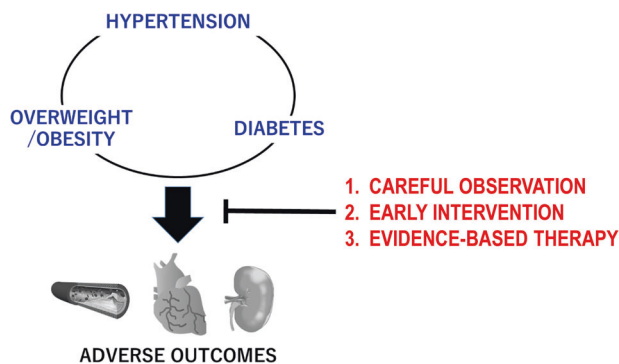 HYPERTENSION
OVERWEIGHT
/OBESITY
DIABETES
1. CAREFUL OBSERVATION
2. EARLY INTERVENTION
3. EVIDENCE-BASED THERAPY
ADVERSE OUTCOMES